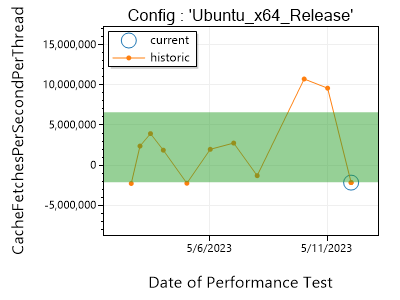 Config : 'Ubuntu_x64_Release'
current
historic
CacheFetchesPerSecondPerThread
15,000,000
10,000,000
5,000,000
0
-5,000,000
5/6/2023
5/11/2023
Date of Performance Test